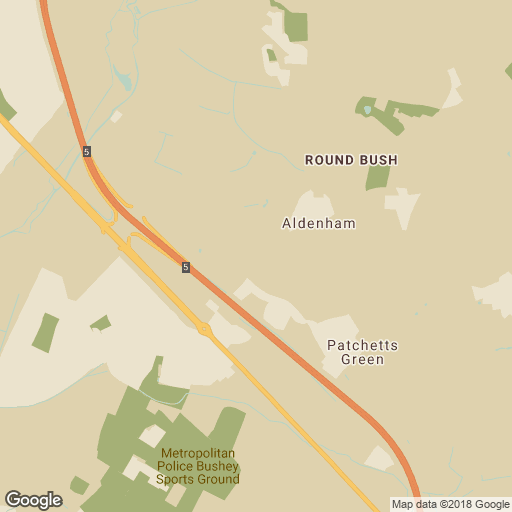 5
ROUND BUSH
Aldenham
5
Patchetts
Green
Metropolitan
Police Bushey
Sports Ground
Google
Map data ©2018 Google